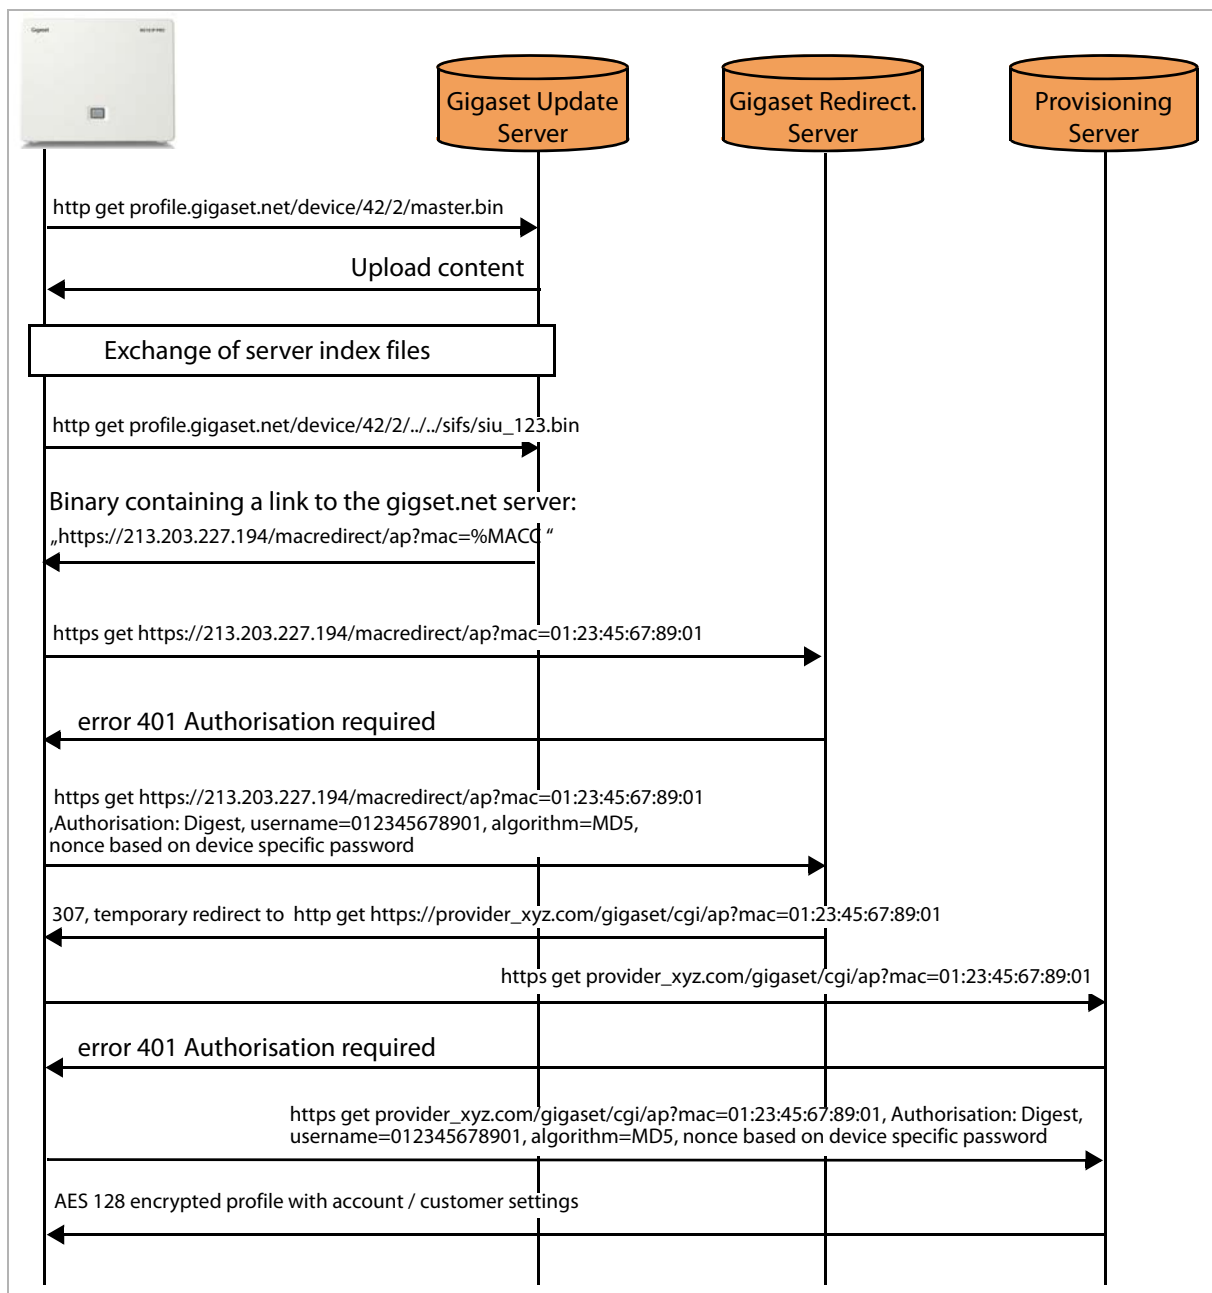 Gigaset
Gigaset Update
Server
Gigaset Redirect.
Server
Provisioning
Server
http get profile.gigaset.net/device/42/2/master.bin
Upload content
Exchange of server index files
http get profile.gigaset.net/device/42/2/../../sifs/siu_123.bin
Binary containing a link to the gigset.net server:
„https://213.203.227.194/macredirect/ap?mac=%MACC “
https get https://213.203.227.194/macredirect/ap?mac=01:23:45:67:89:01
error 401 Authorisation required
https get https://213.203.227.194/macredirect/ap?mac=01:23:45:67:89:01
,Authorisation: Digest, username=012345678901, algorithm=MD5,
nonce based on device specific password
307, temporary redirect to  http get https://provider_xyz.com/gigaset/cgi/ap?mac=01:23:45:67:89:01
https get provider_xyz.com/gigaset/cgi/ap?mac=01:23:45:67:89:01
error 401 Authorisation required
https get provider_xyz.com/gigaset/cgi/ap?mac=01:23:45:67:89:01, Authorisation: Digest,
username=012345678901, algorithm=MD5, nonce based on device specific password
AES 128 encrypted profile with account / customer settings